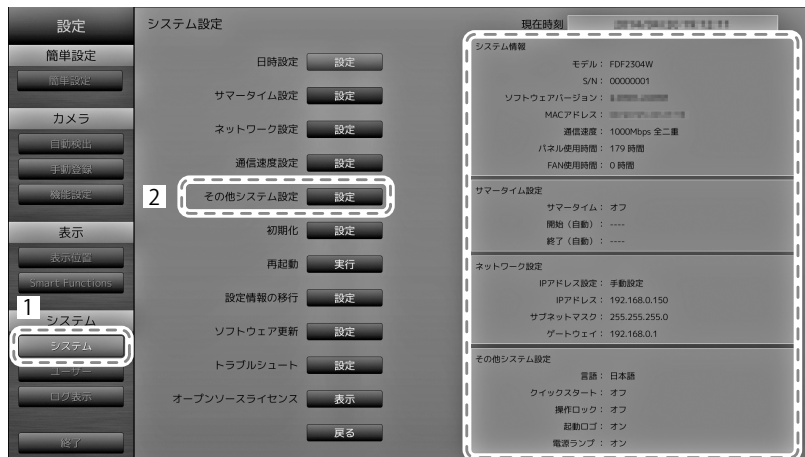 設定
簡単設定
簡単設定
カメラ
自動検出
手動登録
機能設定
表示
表示位置
Smart Functions
1
システム
システム
ユーザー
ログ表示
終了
システム設定
日時設定 設定
サマータイム設定 設定
ネットワーク設定 設定
通信速度設定 設定
2 その他システム設定 設定
初期化 設定
再起動 実行
設定情報の移行 設定
ソフトウェア更新 設定
トラブルシュート 設定
オープンソースライセンス 表示
戻る
現在時刻
システム情報
モデル： FDF2304W
S/N： 00000001
ソフトウェアバージョン：
MACアドレス：
通信速度： 1000Mbps 全二重
パネル使用時間： 179 時間
FAN使用時間： 0 時間
サマータイム設定
サマータイム： オフ
開始（自動）： ----
終了（自動）： ----
ネットワーク設定
IPアドレス設定： 手動設定
IPアドレス： 192.168.0.150
サブネットマスク： 255.255.255.0
ゲートウェイ： 192.168.0.1
その他システム設定
言語： 日本語
クイックスタート： オフ
操作ロック： オフ
起動ロゴ： オン
電源ランプ： オン